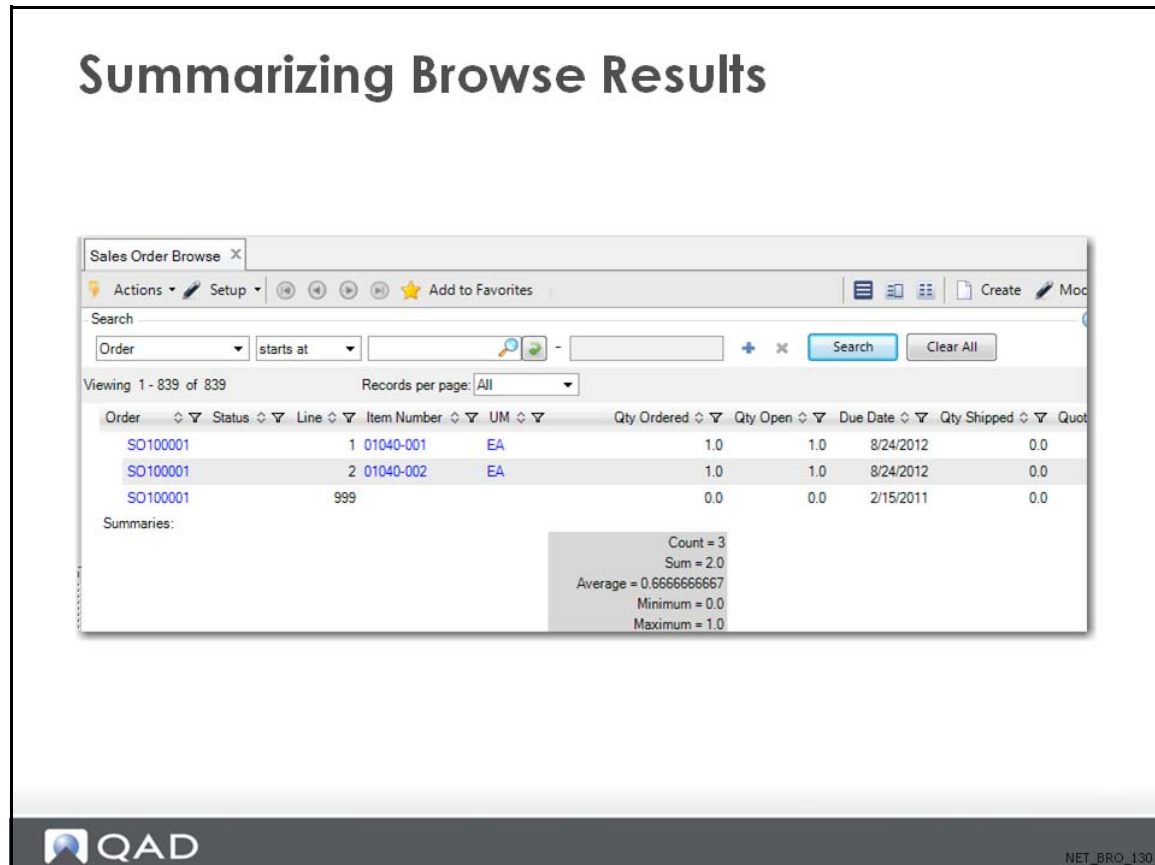 Summarizing Browse Results
Sales Order Browse
Actions Setup Add to Favorites Create
Search
Order starts at - Search Clear All
Viewing 1 - 839 of 839 Records per page: All
Order Status Line Item Number UM Qty Ordered Qty Open Due Date Qty Shipped
SO100001 1 01040-001 EA 1.0 1.0 8/24/2012 0.0
SO100001 2 01040-002 EA 1.0 1.0 8/24/2012 0.0
SO100001 999 0.0 0.0 2/15/2011 0.0
Summaries:
Count = 3
Sum = 2.0
Average = 0.6666666667
Minimum = 0.0
Maximum = 1.0
QAD
NET_BRO_130